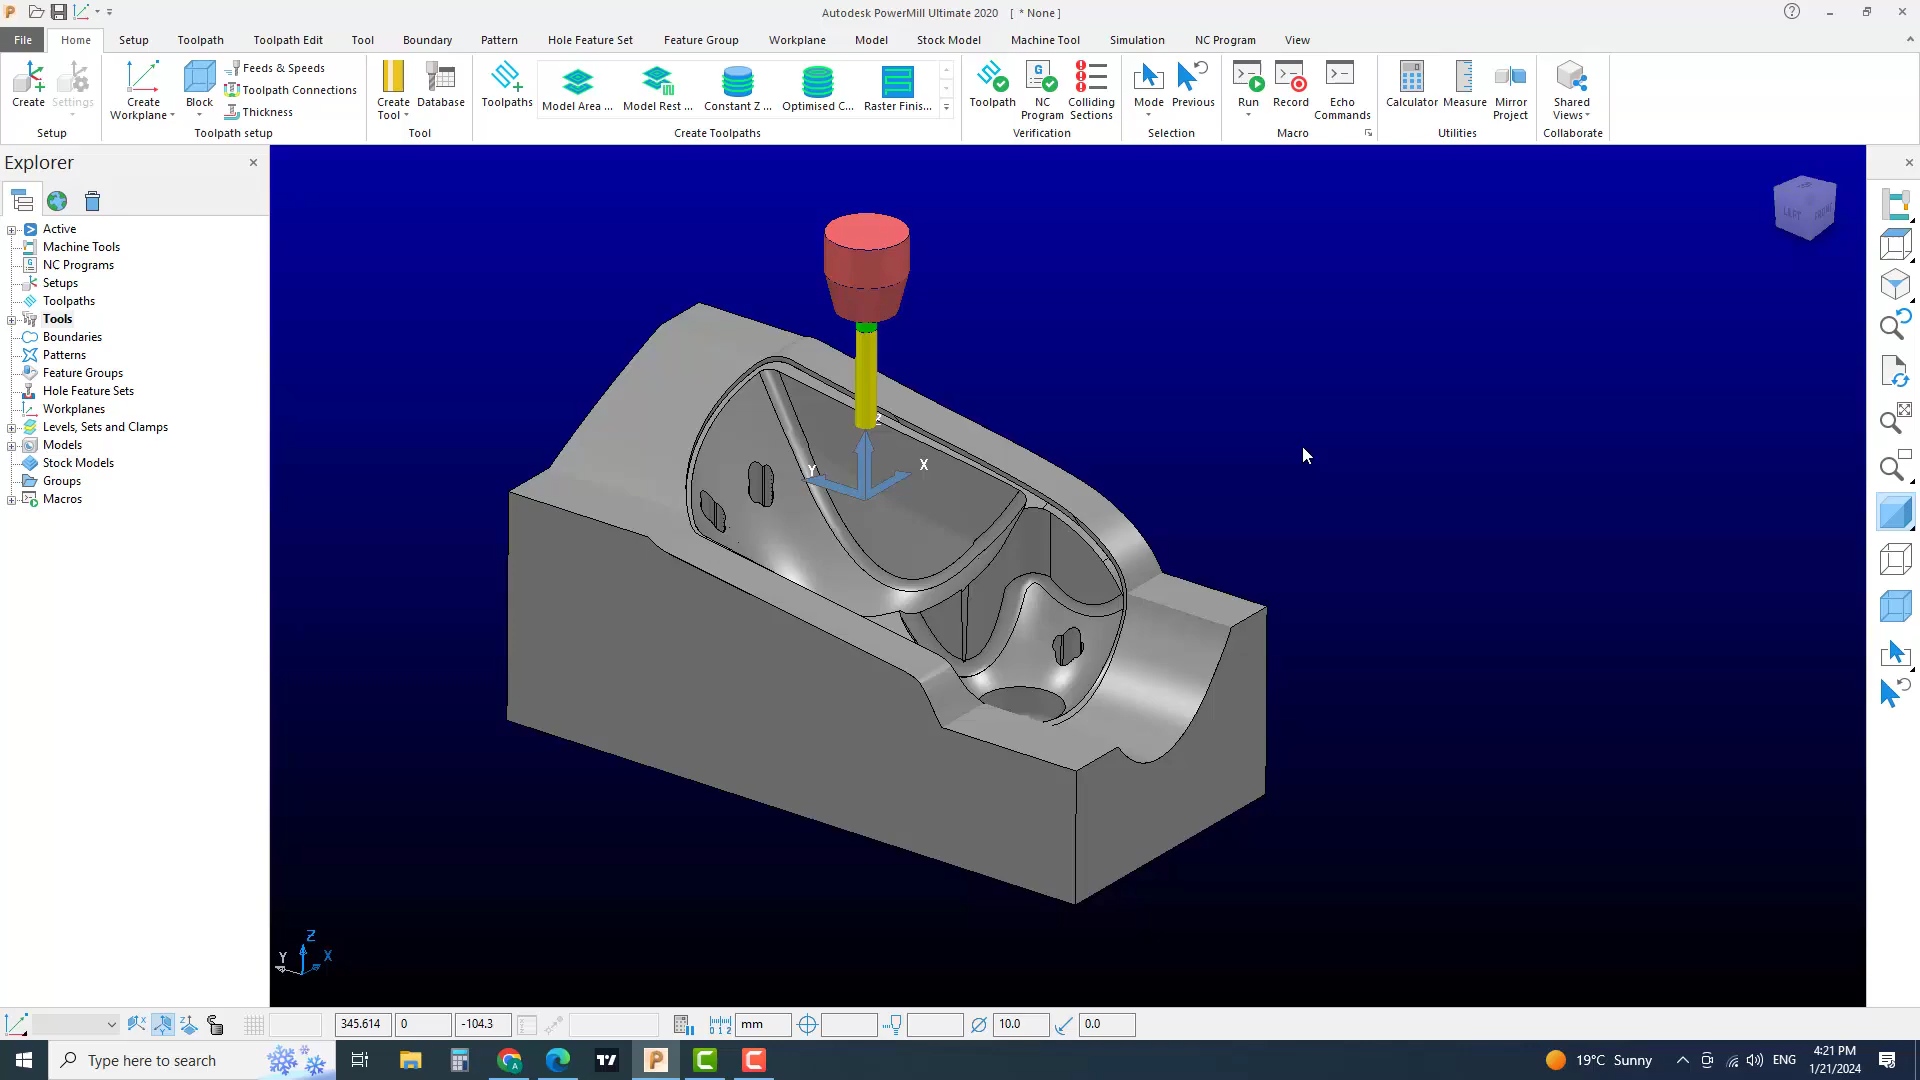 Autodesk PowerMill Ultimate 2020 [ * None ]
File Home Setup Toolpath Toolpath Edit Tool Boundary Pattern Hole Feature Set Feature Group Workplane Model Stock Model Machine Tool Simulation NC Program View
Create
Settings
Setup
Create Workplane
Block
Feeds & Speeds
Toolpath Connections
Thickness
Toolpath setup
Create Tool
Database
Tool
Toolpaths
Model Area ...
Model Rest ...
Constant Z ...
Optimised C...
Raster Finis...
Create Toolpaths
Toolpath
NC Program
Colliding Sections
Verification
Mode
Previous
Selection
Run
Record
Echo Commands
Macro
Calculator
Measure
Mirror Project
Utilities
Shared Views
Collaborate
Explorer
Active
Machine Tools
NC Programs
Setups
Toolpaths
Tools
Boundaries
Patterns
Feature Groups
Hole Feature Sets
Workplanes
Levels, Sets and Clamps
Models
Stock Models
Groups
Macros
LEFT
Z
Y
X
Z
Y
X
345.614 0 -104.3 mm 10.0 0.0
Type here to search
19°C Sunny
ENG
4:21 PM
1/21/2024